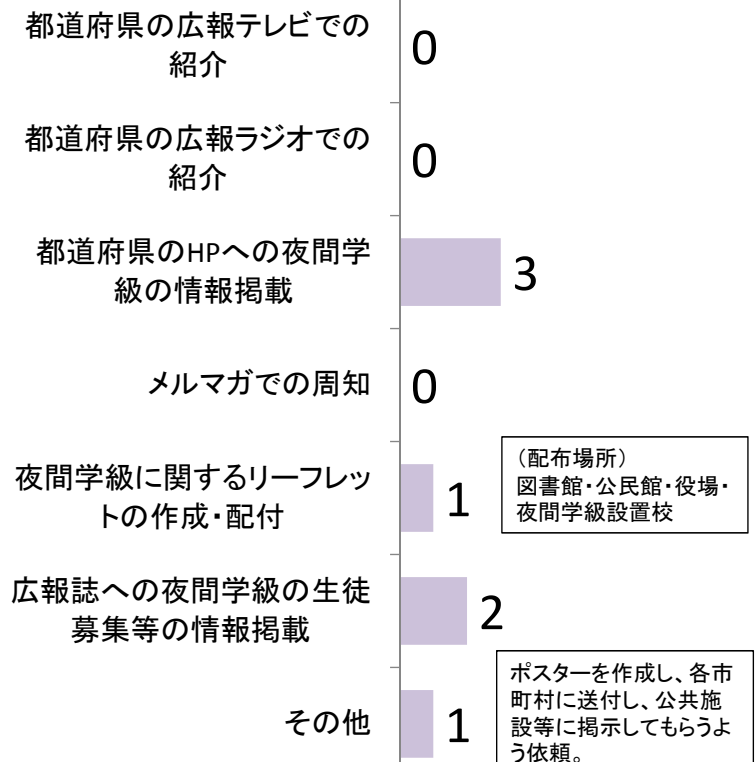 都道府県の広報テレビでの
紹介
0
都道府県の広報ラジオでの
紹介
0
都道府県のHPへの夜間学
級の情報掲載
3
メルマガでの周知
0
夜間学級に関するリーフレッ
トの作成・配付
1
（配布場所）
図書館・公民館・役場・
夜間学級設置校
広報誌への夜間学級の生徒
募集等の情報掲載
2
その他
1
ポスターを作成し、各市
町村に送付し、公共施
設等に掲示してもらうよ
う依頼。